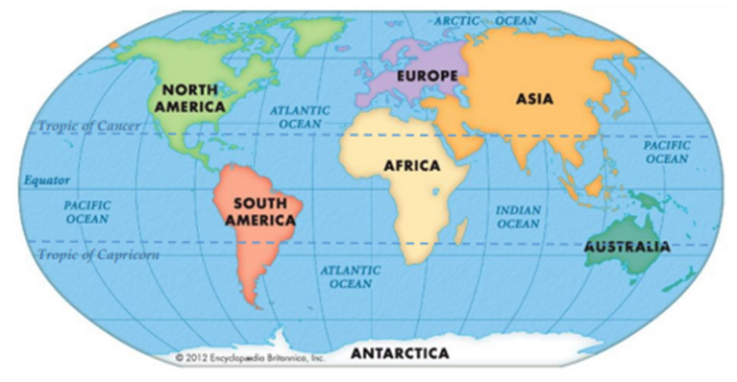 ARCTIC OCEAN
EUROPE
ASIA
NORTH
AMERICA
ATLANTIC
OCEAN
Tropic of Cancer
PACIFIC
OCEAN
AFRICA
Equator
SOUTH
AMERICA
PACIFIC
OCEAN
INDIAN
OCEAN
AUSTRALIA
Tropic of Capricorn
ATLANTIC
OCEAN
ANTARCTICA
© 2012 Encyclopædia Britannica, Inc.